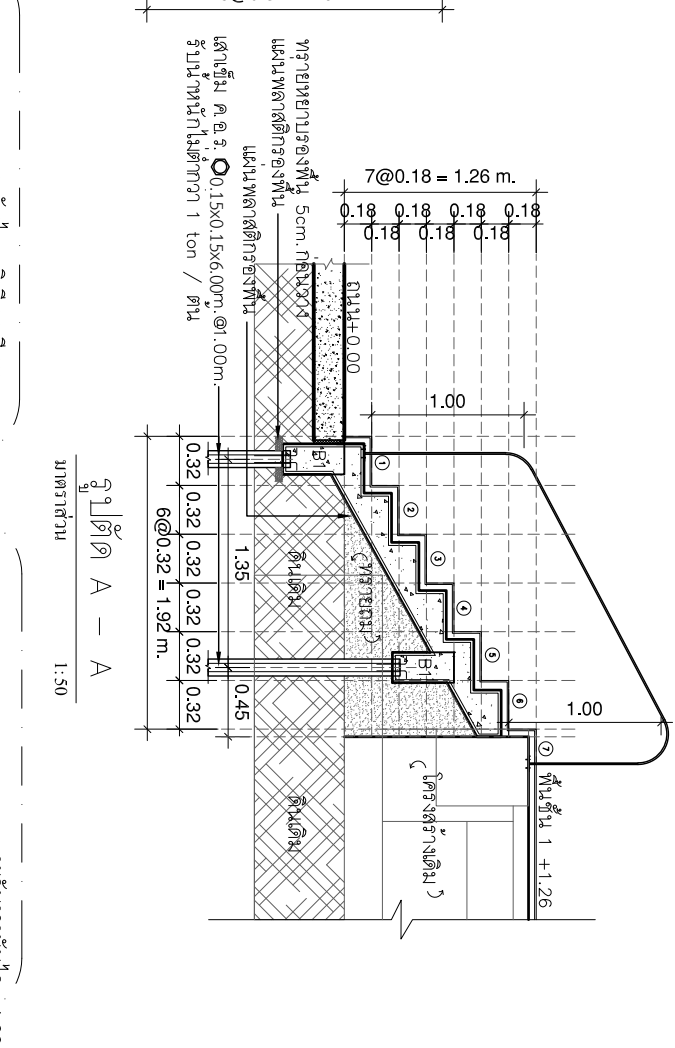 7@0.18 = 1.26 m.
0.18 0.18 0.18 0.18
0.18 0.18 0.18
ทรายหยาบรองพื้น 5cm. ก่อนวาง
แผ่นพลาสติกรองพื้น
แผ่นพลาสติกรองพื้น
เสาเข็ม ค.อ.ร. 0.15x0.15x6.00m.@1.00m.
รับน้ำหนักไม่ต่ำกว่า 1 ton / ต้น
ถนน+0.00
1.00
1.00
1
2
3
4
5
6
7
พื้นชั้น 1 +1.26
B1
B1
ทรายถม
ดินเดิม
ดินเดิม
โครงสร้างเดิม
1.35
0.45
0.32 0.32 0.32 0.32 0.32 0.32
6@0.32 = 1.92 m.
รูปตัด A - A
มาตราส่วน 1:50